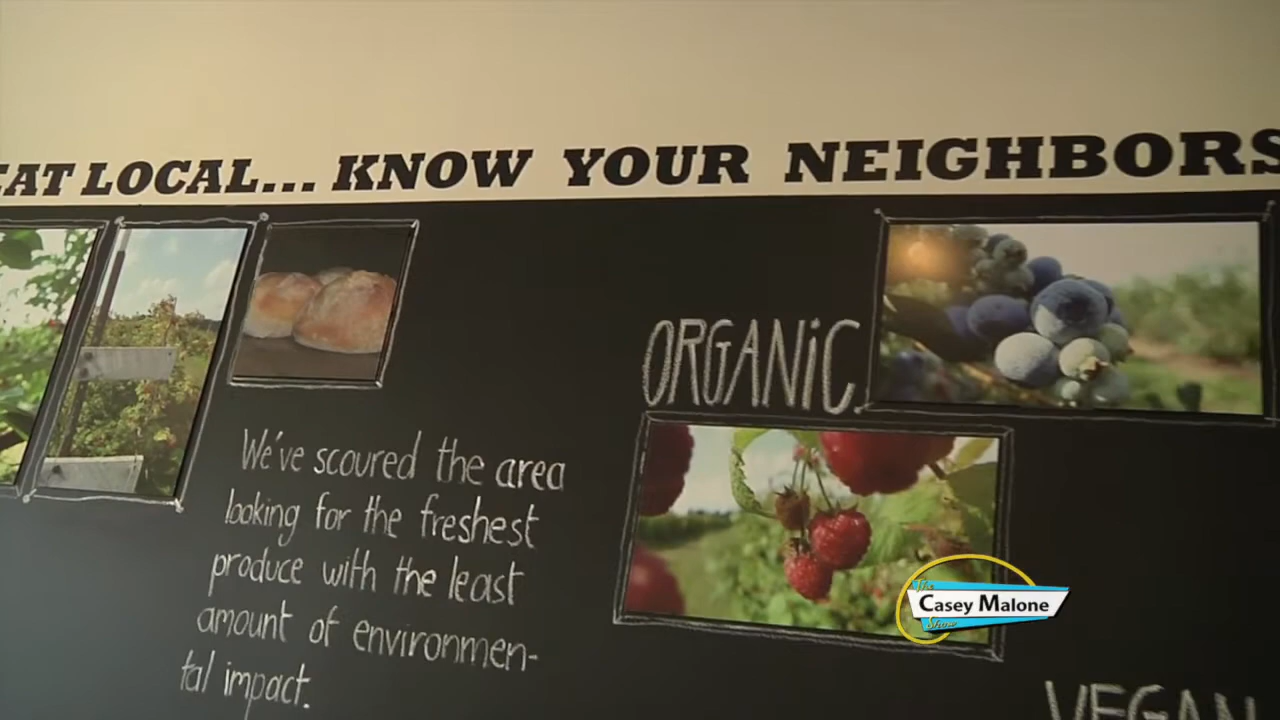 EAT LOCAL... KNOW YOUR NEIGHBORS
ORGANIC.
We've scoured the area
looking for the freshest
produce with the least
amount of environmen-
tal impact.
The
Casey Malone
Show
VEGAN